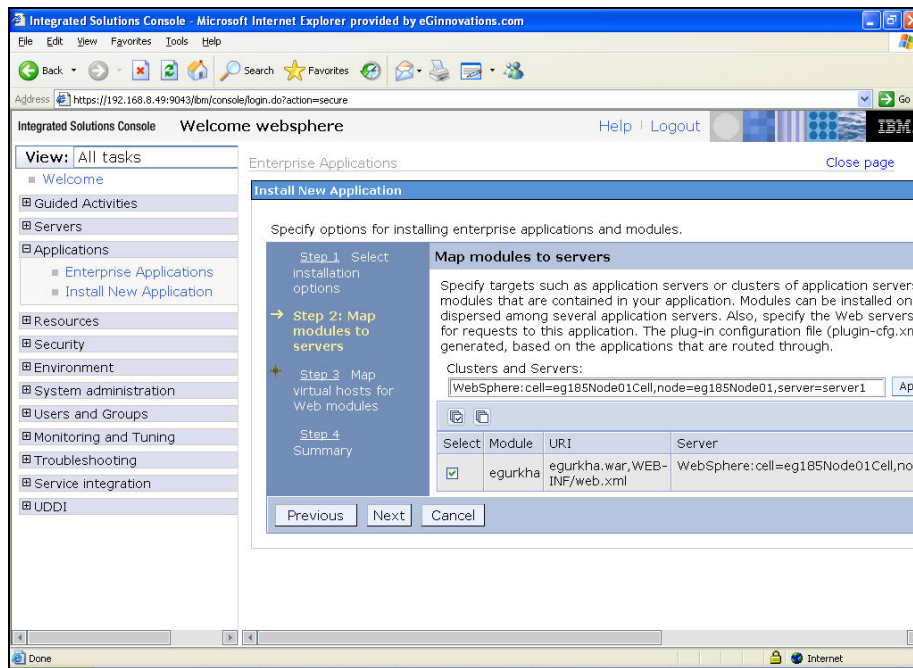 Integrated Solutions Console - Microsoft Internet Explorer provided by eGinnovations.com
File Edit View Favorites Tools Help
Back Search Favorites
Address https://192.168.8.49:9043/ibm/console/login.do?action=secure Go
Integrated Solutions Console Welcome websphere Help | Logout IBM.
View: All tasks
Welcome
Guided Activities
Servers
Applications
Enterprise Applications
Install New Application
Resources
Security
Environment
System administration
Users and Groups
Monitoring and Tuning
Troubleshooting
Service integration
UDDI
Enterprise Applications Close page
Install New Application
Specify options for installing enterprise applications and modules.
Step 1 Select
installation
options
Step 2: Map
modules to
servers
Step 3 Map
virtual hosts for
Web modules
Step 4
Summary
Map modules to servers
Specify targets such as application servers or clusters of application servers
modules that are contained in your application. Modules can be installed on
dispersed among several application servers. Also, specify the Web servers
for requests to this application. The plug-in configuration file (plugin-cfg.xm
generated, based on the applications that are routed through.
Clusters and Servers:
WebSphere:cell=eg185Node01Cell,node=eg185Node01,server=server1 Ap
Select Module URI Server
egurkha egurkha.war,WEB- WebSphere:cell=eg185Node01Cell,no
INF/web.xml
Previous Next Cancel
Done Internet